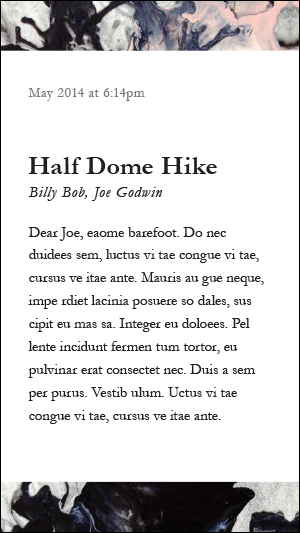 May 2014 at 6:14pm
Half Dome Hike
Billy Bob, Joe Godwin
Dear Joe, eaome barefoot. Do nec
duidees sem, luctus vi tae congue vi tae,
cursus ve itae ante. Mauris au gue neque,
impe rdiet lacinia posuere so dales, sus
cipit eu mas sa. Integer eu doloees. Pel
lente incidunt fermen tum tortor, eu
pulvinar erat consectet nec. Duis a sem
per purus. Vestib ulum. Uctus vi tae
congue vi tae, cursus ve itae ante.